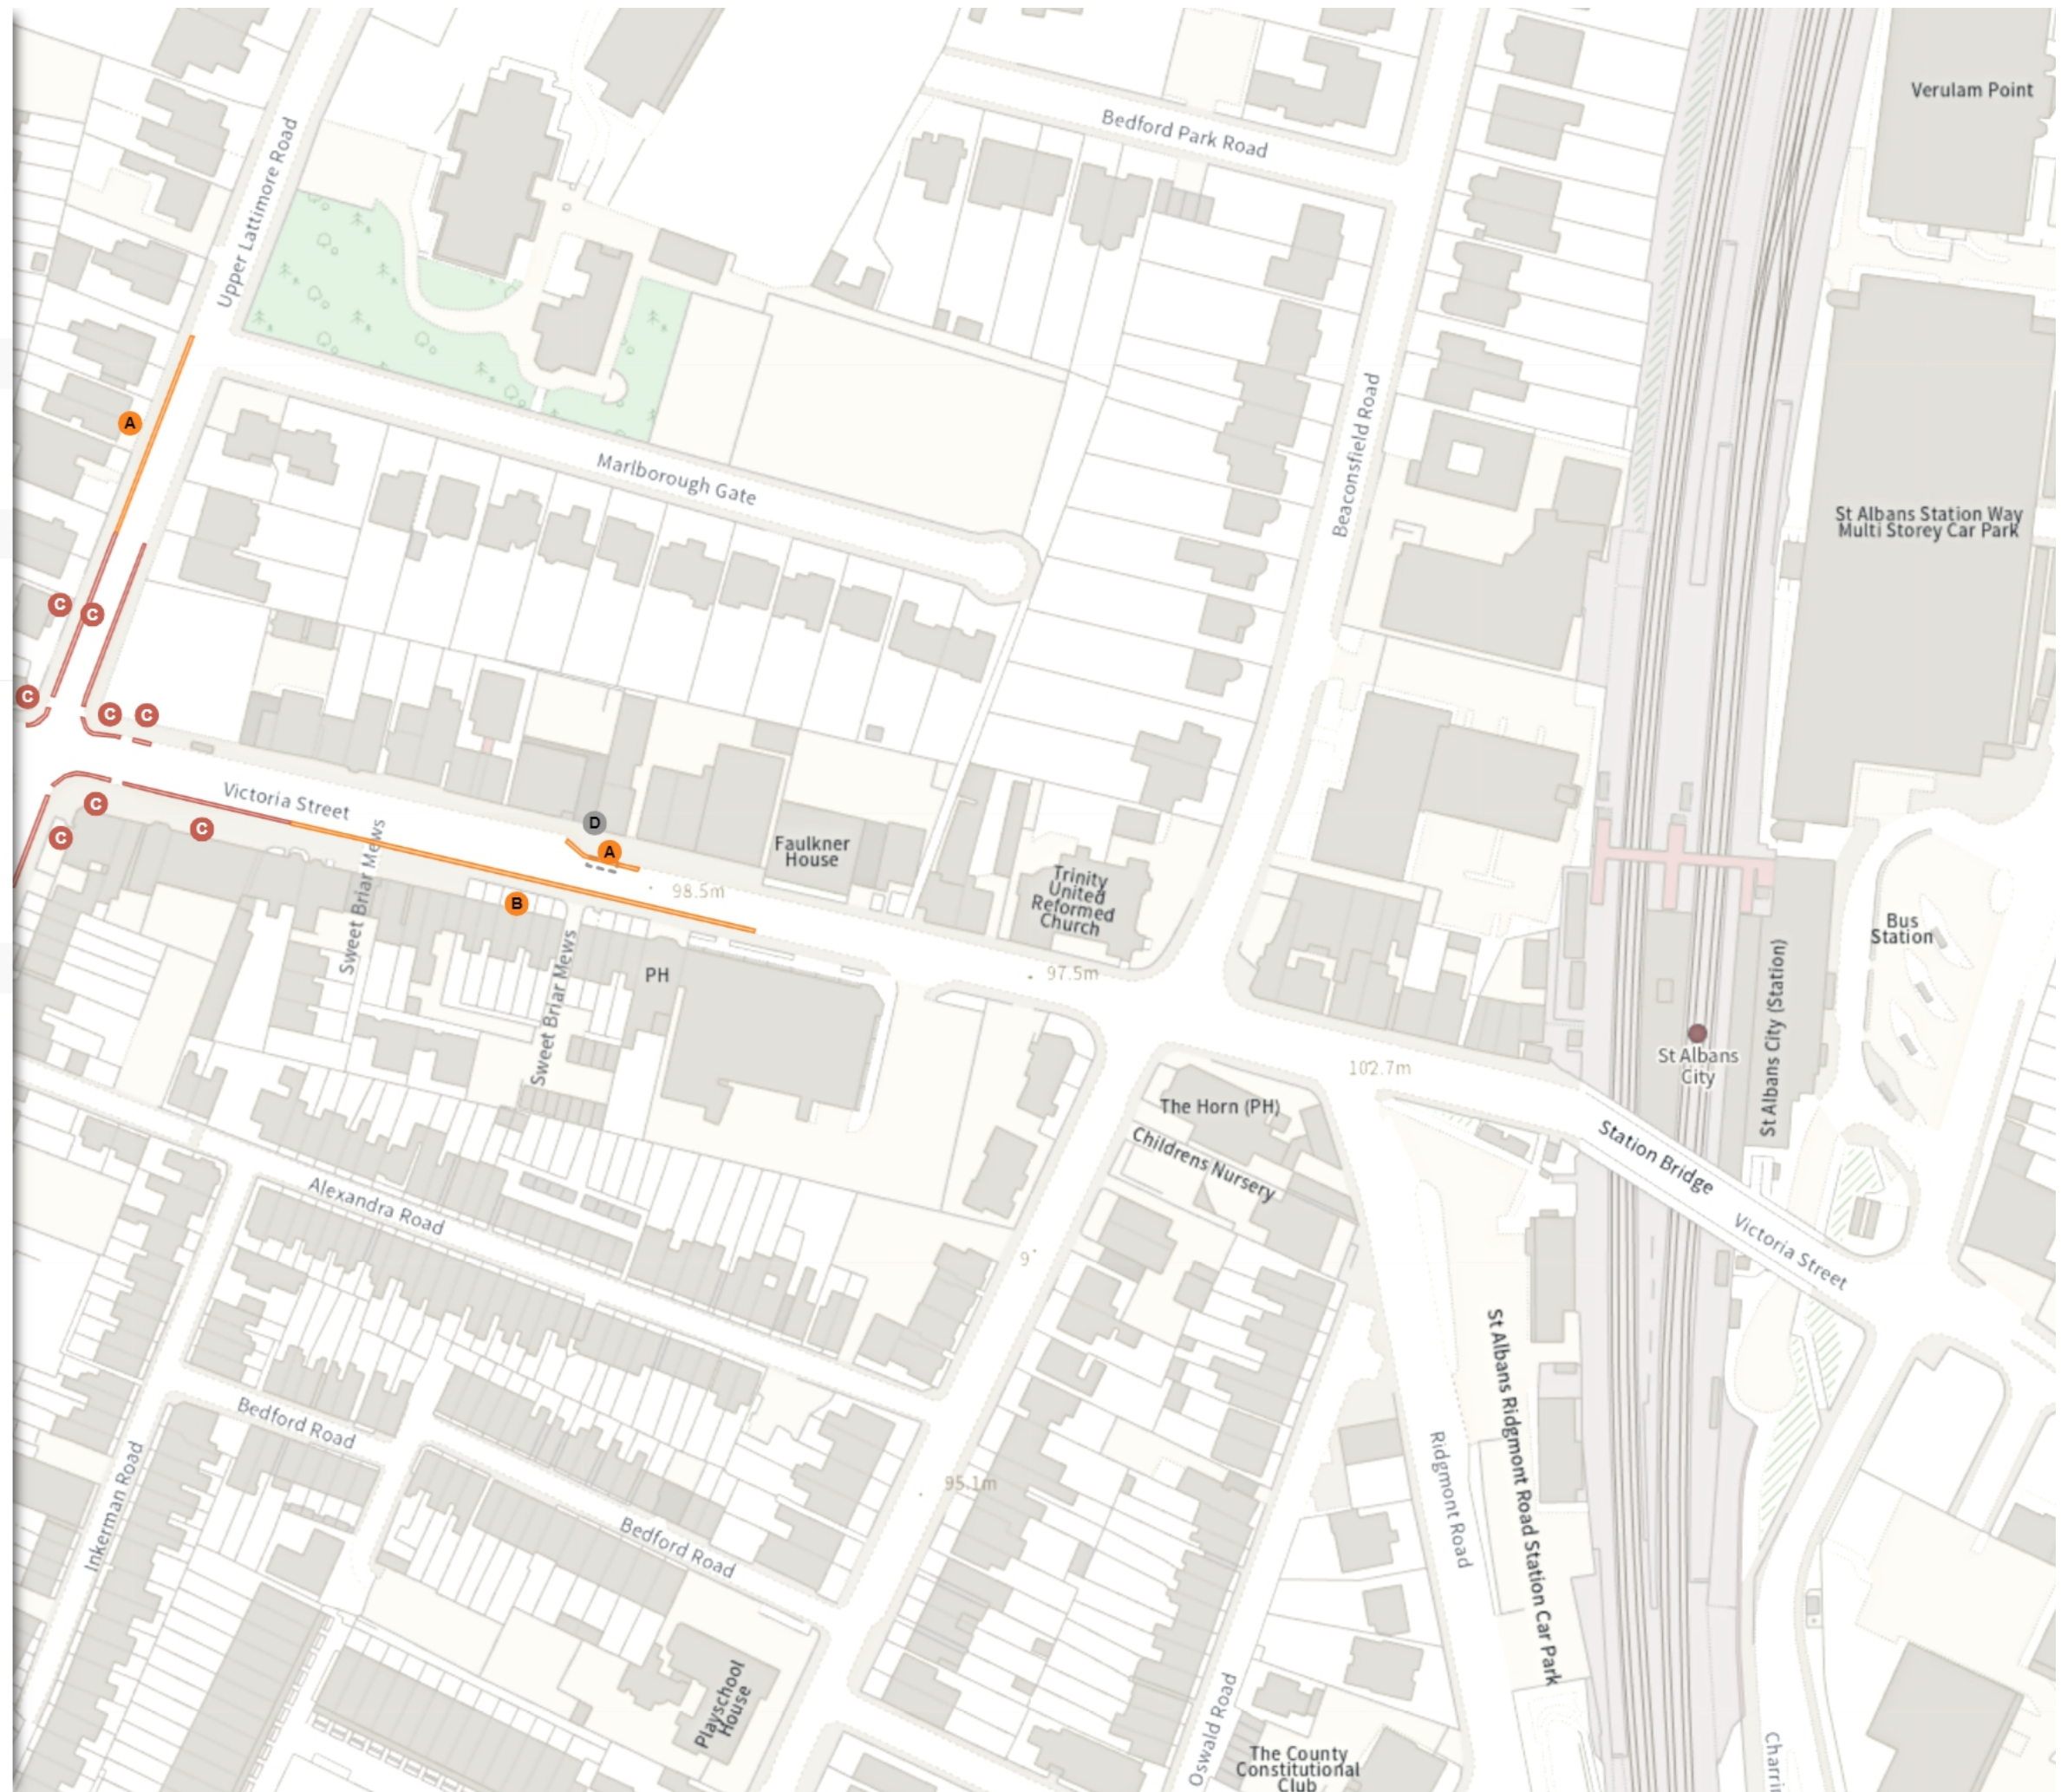 Verulam Point
Bedford Park Road
Upper Lattimore Road
A
Beaconsfield Road
Marlborough Gate
St Albans Station Way
Multi Storey Car Park
C
C
C
C
C
Victoria Street
C
C
C
D
A
B
Faulkner
House
98.5m
Trinity
United
Reformed
Church
Sweet Briar Mews
Sweet Briar Mews
PH
97.5m
Bus
Station
St Albans City (Station)
St Albans
City
102.7m
The Horn (PH)
Childrens Nursery
Station Bridge
Victoria Street
Alexandra Road
9
St Albans Ridgmont Road Station Car Park
Bedford Road
Ridgmont Road
Inkerman Road
95.1m
Bedford Road
Playschool
House
Oswald Road
The County
Constitutional
Club
Charri